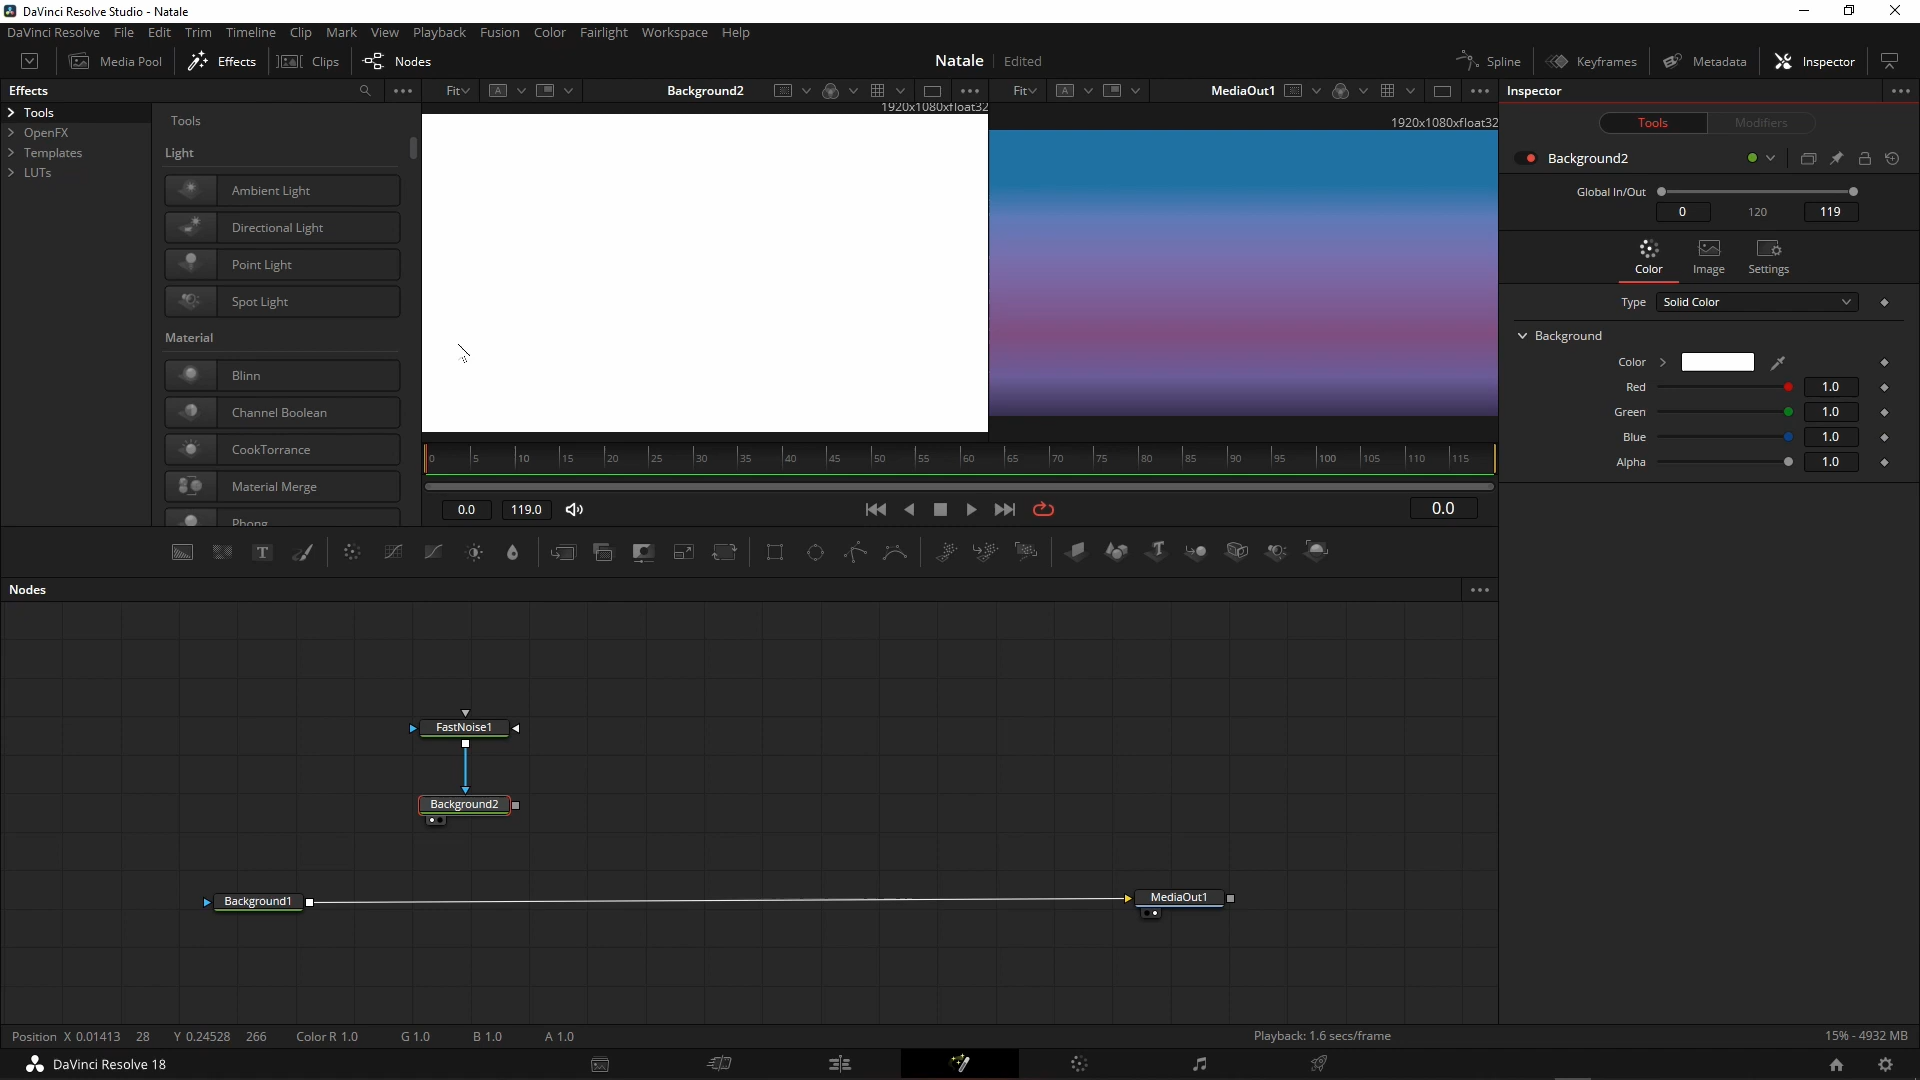 DaVinci Resolve Studio - Natale
DaVinci Resolve File Edit Trim Timeline Clip Mark View Playback Fusion Color Fairlight Workspace Help
Media Pool Effects Clips Nodes Natale Edited Spline Keyframes Metadata Inspector
Effects Fit Background2 Fit MediaOut1 Inspector
1920x1080xfloat32
1920x1080xfloat32
Tools
OpenFX
Templates
LUTs
Tools
Light
Ambient Light
Directional Light
Point Light
Spot Light
Material
Blinn
Channel Boolean
CookTorrance
Material Merge
Phong
Tools Modifiers
Background2
Global In/Out
0 120 119
Color Image Settings
Type Solid Color
Background
Color
Red 1.0
Green 1.0
Blue 1.0
Alpha 1.0
0 5 10 15 20 25 30 35 40 45 50 55 60 65 70 75 80 85 90 95 100 105 110 115
0.0 119.0 0.0
Nodes
FastNoise1
Background2
Background1
MediaOut1
Position X 0.01413 28 Y 0.24528 266 Color R 1.0 G 1.0 B 1.0 A 1.0 Playback: 1.6 secs/frame 15% - 4932 MB
DaVinci Resolve 18